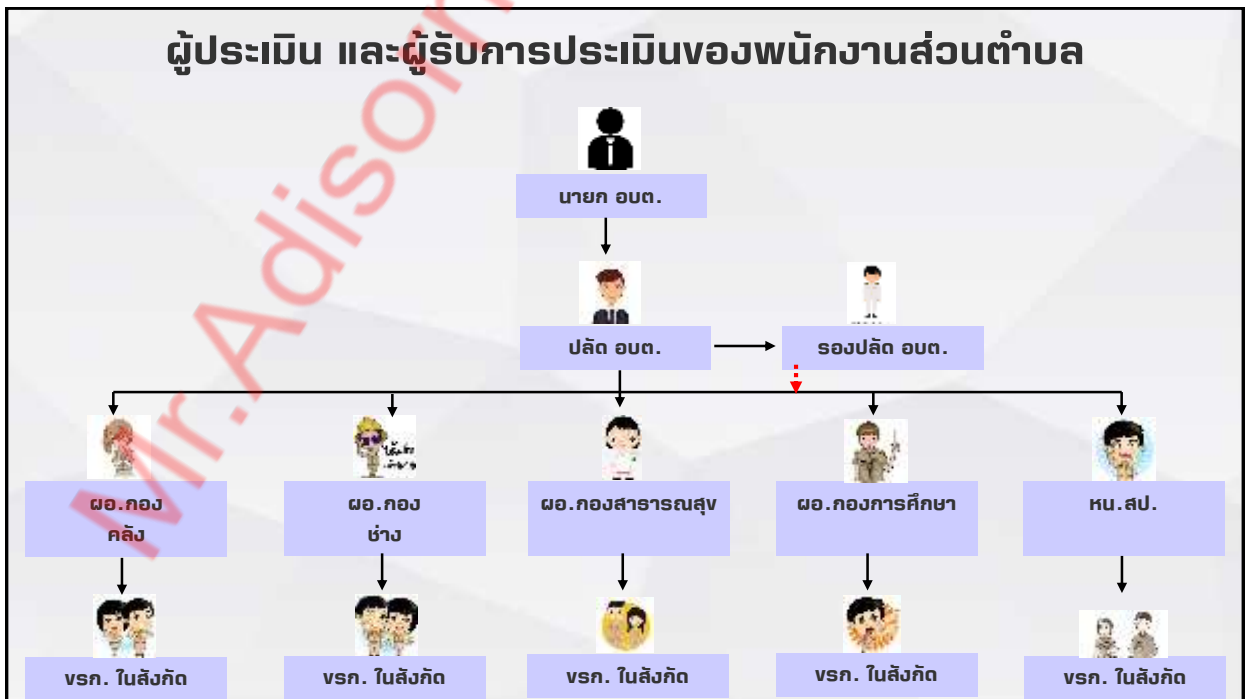 ผู้ประเมิน และผู้รับการประเมินของพนักงานส่วนตำบล
นายก อบต.
ปลัด อบต.
รองปลัด อบต.
ผอ.กอง
คลัง
ผอ.กอง
ช่าง
ผอ.กองสาธารณสุข
ผอ.กองการศึกษา
หน.สป.
ขรก. ในสังกัด
ขรก. ในสังกัด
ขรก. ในสังกัด
ขรก. ในสังกัด
ขรก. ในสังกัด
Mr.Adisorn